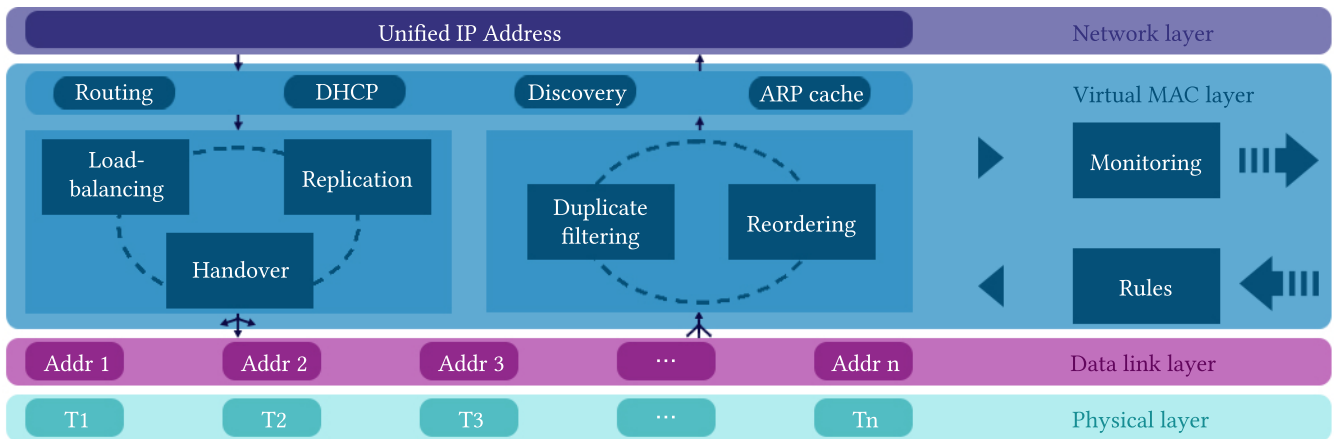 Unified IP Address
Network layer
Routing
DHCP
Discovery
ARP cache
Virtual MAC layer
Load-
balancing
Replication
Handover
Duplicate
filtering
Reordering
Monitoring
Rules
Addr 1
Addr 2
Addr 3
...
Addr n
Data link layer
T1
T2
T3
...
Tn
Physical layer